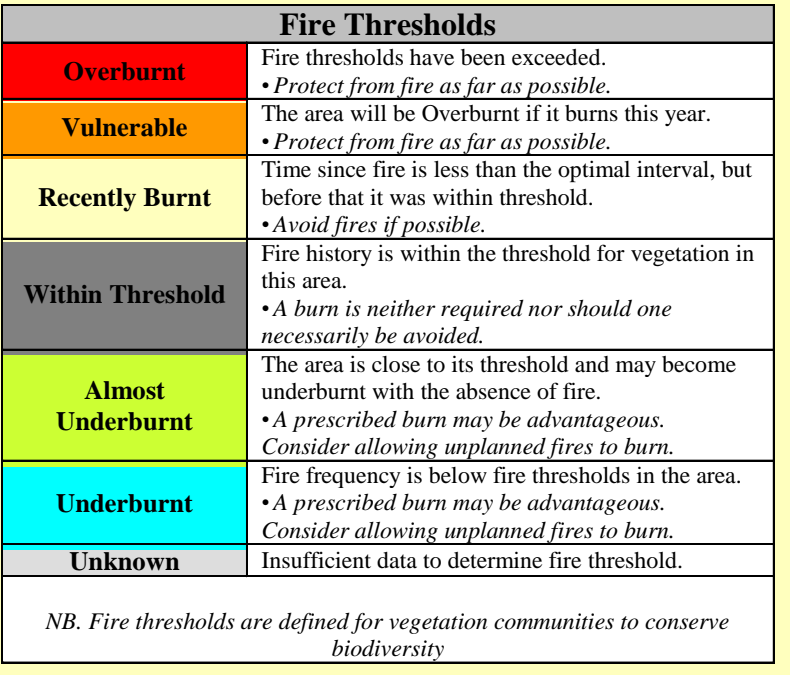 Fire Thresholds
Overburnt
Fire thresholds have been exceeded.
• Protect from fire as far as possible.
Vulnerable
The area will be Overburnt if it burns this year.
• Protect from fire as far as possible.
Recently Burnt
Time since fire is less than the optimal interval, but
before that it was within threshold.
• Avoid fires if possible.
Within Threshold
Fire history is within the threshold for vegetation in
this area.
• A burn is neither required nor should one
necessarily be avoided.
Almost
Underburnt
The area is close to its threshold and may become
underburnt with the absence of fire.
• A prescribed burn may be advantageous.
Consider allowing unplanned fires to burn.
Underburnt
Fire frequency is below fire thresholds in the area.
• A prescribed burn may be advantageous.
Consider allowing unplanned fires to burn.
Unknown
Insufficient data to determine fire threshold.
NB. Fire thresholds are defined for vegetation communities to conserve
biodiversity